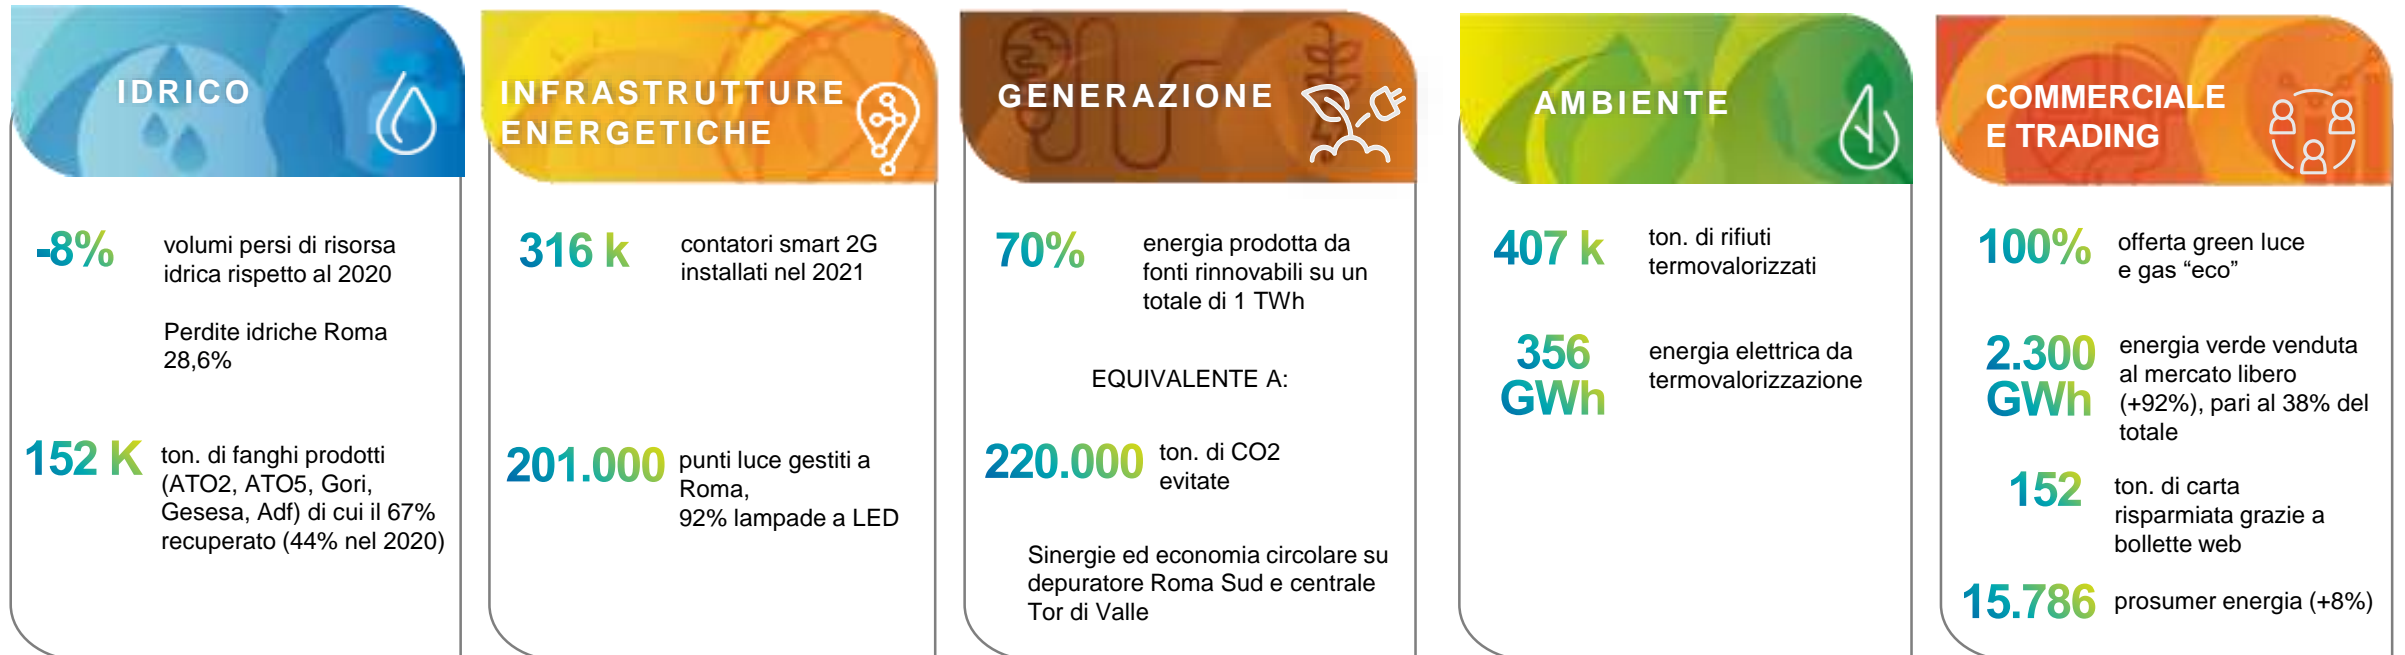 IDRICO
-8%
volumi persi di risorsa
idrica rispetto al 2020
Perdite idriche Roma
28,6%
152 K
ton. di fanghi prodotti
(ATO2, ATO5, Gori,
Gesesa, Adf) di cui il 67%
recuperato (44% nel 2020)
INFRASTRUTTURE
ENERGETICHE
316 k
contatori smart 2G
installati nel 2021
201.000
punti luce gestiti a
Roma,
92% lampade a LED
GENERAZIONE
70%
energia prodotta da
fonti rinnovabili su un
totale di 1 TWh
EQUIVALENTE A:
220.000
ton. di CO2
evitate
Sinergie ed economia circolare su
depuratore Roma Sud e centrale
Tor di Valle
AMBIENTE
407 k
ton. di rifiuti
termovalorizzati
356
GWh
energia elettrica da
termovalorizzazione
COMMERCIALE
E TRADING
100%
offerta green luce
e gas “eco”
2.300
GWh
energia verde venduta
al mercato libero
(+92%), pari al 38% del
totale
152
ton. di carta
risparmiata grazie a
bollette web
15.786
prosumer energia (+8%)